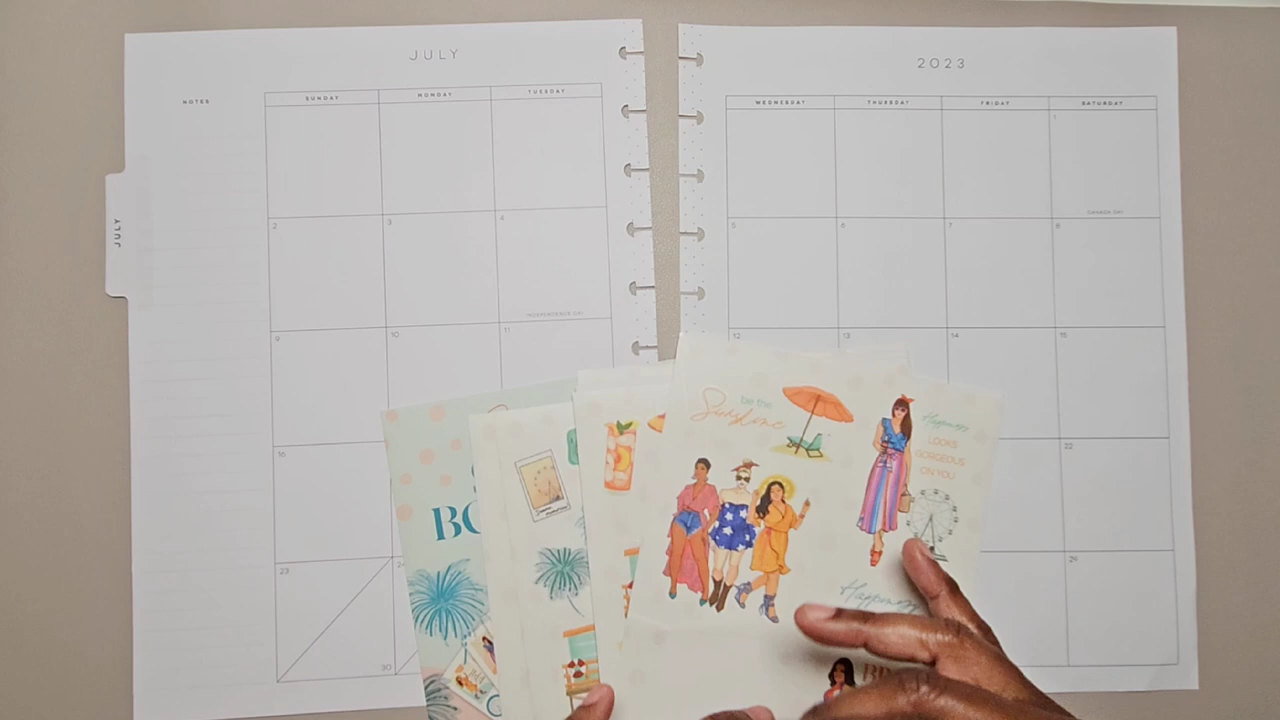 JULY
2023
NOTES
SUNDAY MONDAY TUESDAY
WEDNESDAY THURSDAY FRIDAY SATURDAY
1
CANADA DAY
JULY
2 3 4
5 6 7 8
INDEPENDENCE DAY
9 10 11
12 13 14 15
be the
Sunshine
Happiness
LOOKS
GORGEOUS
ON YOU
16
22
BO
23
29
30
Happiness